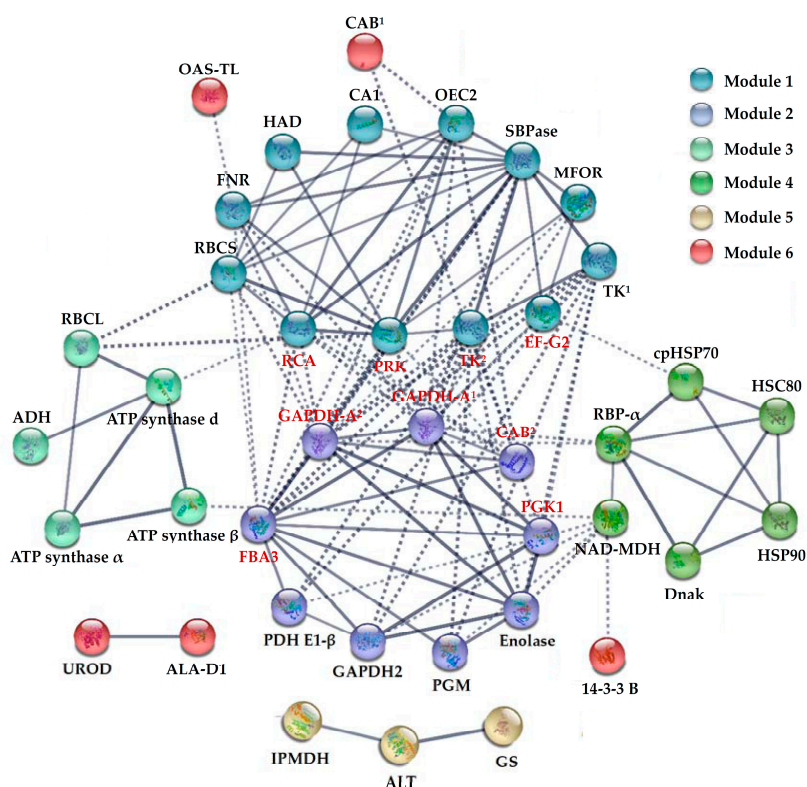 CAB¹
OAS-TL
CA1
OEC2
Module 1
HAD
SBPase
Module 2
MFOR
Module 3
FNR
Module 4
RBCS
Module 5
Module 6
TK¹
RBCL
EF-G2
cpHSP70
RCA
PRK
TK²
HSC80
GAPDH-A¹
GAPDH-A²
RBP-α
ADH
ATP synthase d
CAB²
PGK1
ATP synthase α
ATP synthase β
FBA3
NAD-MDH
HSP90
Dnak
PDH E1-β
Enolase
UROD
ALA-D1
GAPDH2
PGM
14-3-3 B
IPMDH
GS
ALT